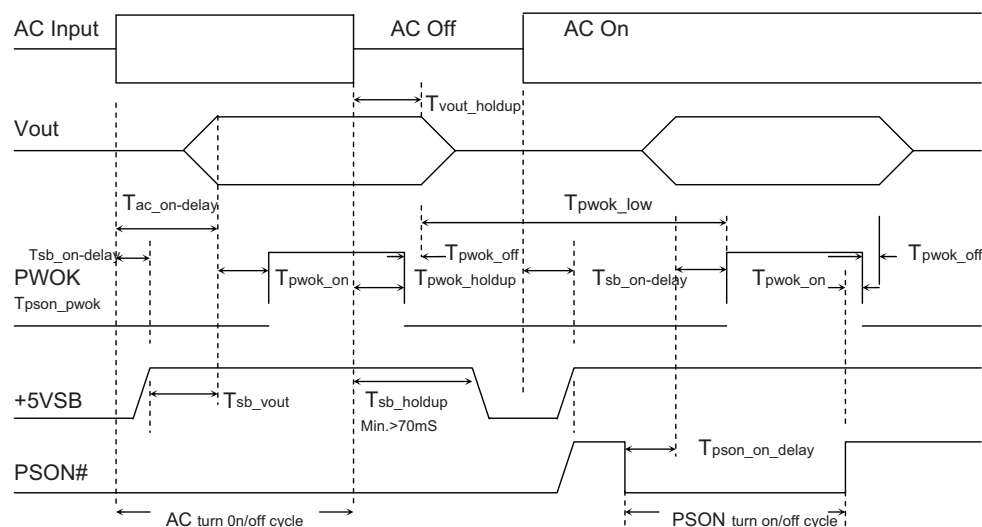 AC Input
AC Off
AC On
Tvout_holdup
Vout
Tac_on-delay
Tpwok_low
Tsb_on-delay
Tpwok_off
Tpwok_off
PWOK
Tpwok_on
Tpwok_holdup
Tsb_on-delay
Tpwok_on
Tpson_pwok
+5VSB
Tsb_vout
Tsb_holdup
Min.>70mS
Tpson_on_delay
PSON#
AC turn 0n/off cycle
PSON turn on/off cycle